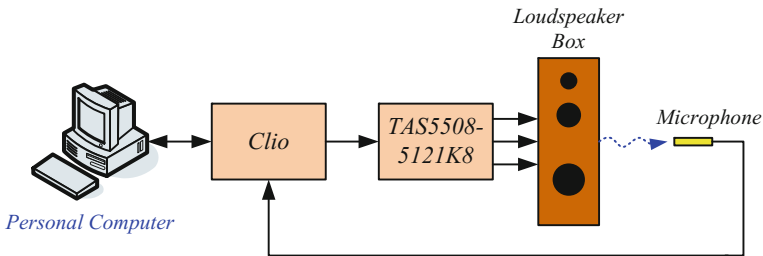 Loudspeaker
Box
Clio
TAS5508-
5121K8
Microphone
Personal Computer